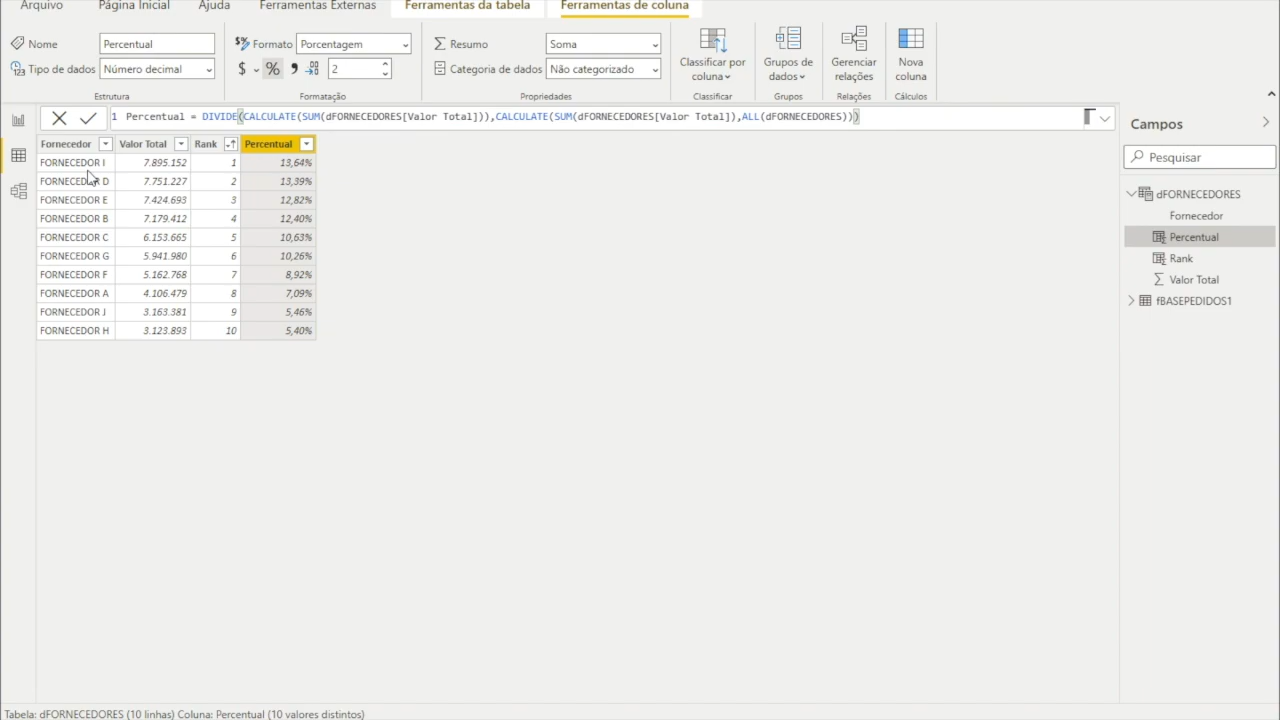 Arquivo Página Inicial Ajuda Ferramentas Externas Ferramentas da tabela Ferramentas de coluna
Nome Percentual
Tipo de dados Número decimal
Estrutura
Formato Porcentagem
$ % 2
Formatação
Resumo Soma
Categoria de dados Não categorizado
Propriedades
Classificar por
coluna
Classificar
Grupos de
dados
Grupos
Gerenciar
relações
Relações
Nova
coluna
Cálculos
1 Percentual = DIVIDE(CALCULATE(SUM(dFORNECEDORES[Valor Total])),CALCULATE(SUM(dFORNECEDORES[Valor Total]),ALL(dFORNECEDORES)))
Fornecedor Valor Total Rank Percentual
FORNECEDOR I 7.895.152 1 13,64%
FORNECEDOR D 7.751.227 2 13,39%
FORNECEDOR E 7.424.693 3 12,82%
FORNECEDOR B 7.179.412 4 12,40%
FORNECEDOR C 6.153.665 5 10,63%
FORNECEDOR G 5.941.980 6 10,26%
FORNECEDOR F 5.162.768 7 8,92%
FORNECEDOR A 4.106.479 8 7,09%
FORNECEDOR J 3.163.381 9 5,46%
FORNECEDOR H 3.123.893 10 5,40%
Campos
Pesquisar
dFORNECEDORES
Fornecedor
Percentual
Rank
Valor Total
fBASEPEDIDOS1
Tabela: dFORNECEDORES (10 linhas) Coluna: Percentual (10 valores distintos)